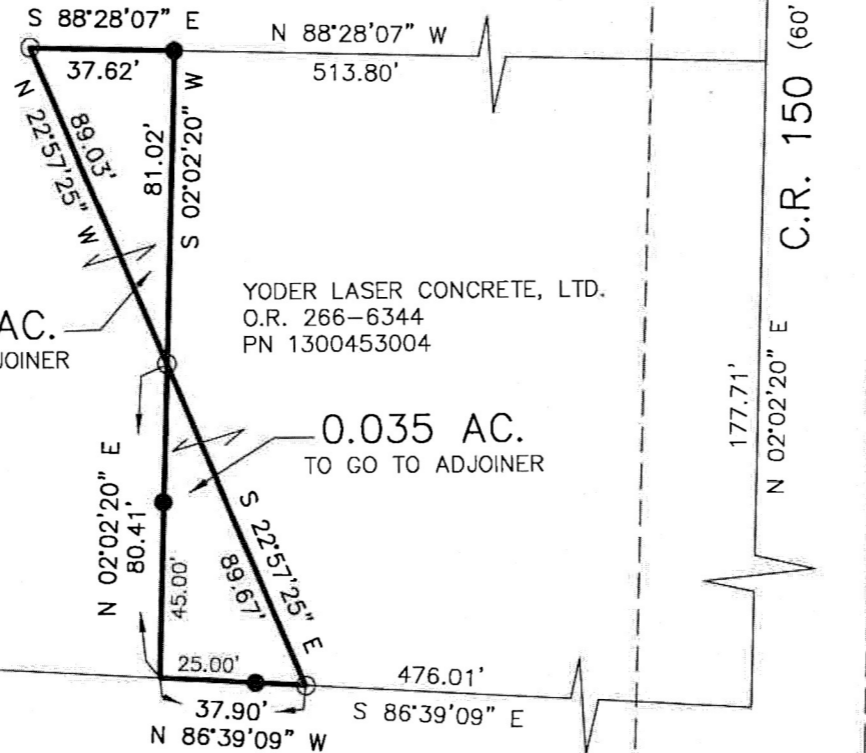 S 88°28'07" E
N 88°28'07" W
37.62'
513.80'
C.R. 150 (60'
N 22°57'25" W
89.03'
81.02'
S 02°02'20" W
YODER LASER CONCRETE, LTD.
O.R. 266-6344
PN 1300453004
AC.
JOINER
0.035 AC.
TO GO TO ADJOINER
177.71'
N 02°02'20" E
N 02°02'20" E
80.41'
45.00'
S 22°57'25" E
89.67'
25.00'
476.01'
37.90'
S 86°39'09" E
N 86°39'09" W